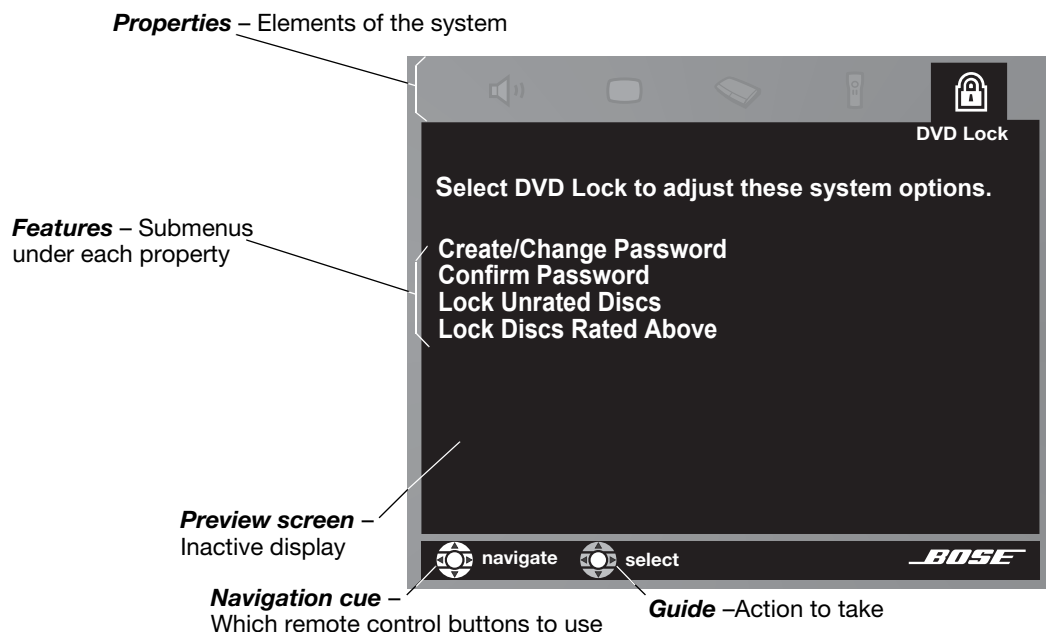 Properties – Elements of the system
DVD Lock
Select DVD Lock to adjust these system options.
Features – Submenus
under each property
Create/Change Password
Confirm Password
Lock Unrated Discs
Lock Discs Rated Above
Preview screen –
Inactive display
navigate
select
BOSE
Navigation cue –
Which remote control buttons to use
Guide –Action to take